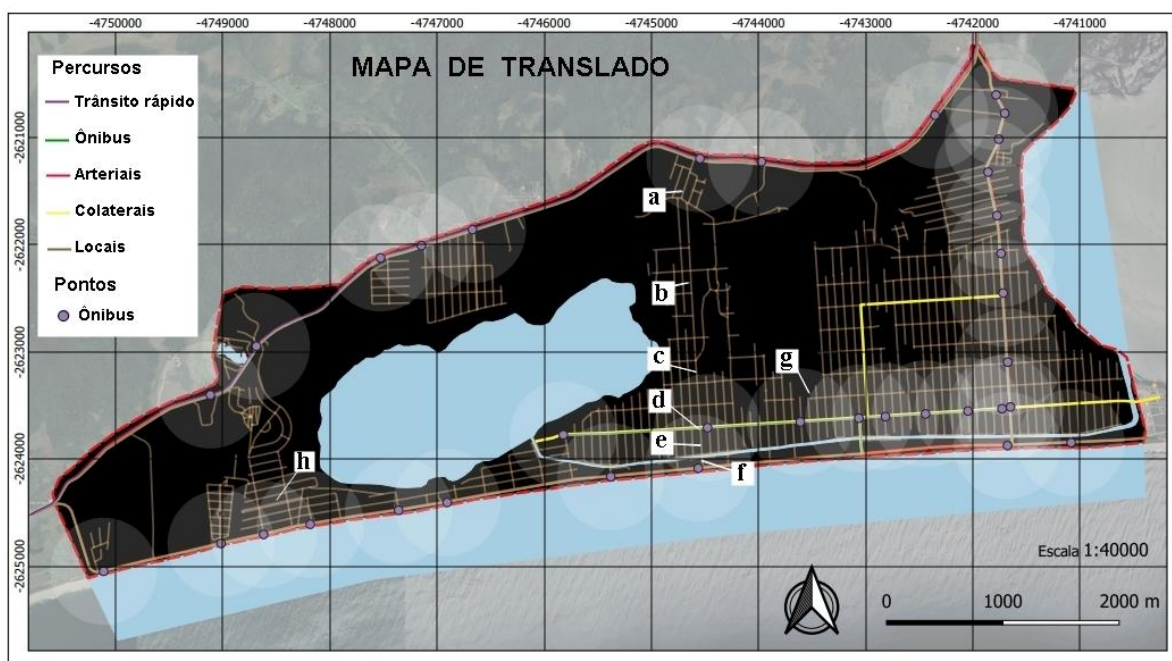 -4750000 -4749000 -4748000 -4747000 -4746000 -4745000 -4744000 -4743000 -4742000 -4741000
MAPA DE TRANSLADO
Percursos
Trânsito rápido
Ônibus
Arteriais
Colaterais
Locais
Pontos
Ônibus
-2621000
-2622000
-2623000
-2624000
-2625000
a
b
c
g
d
e
f
h
Escala 1:40000
0 1000 2000 m